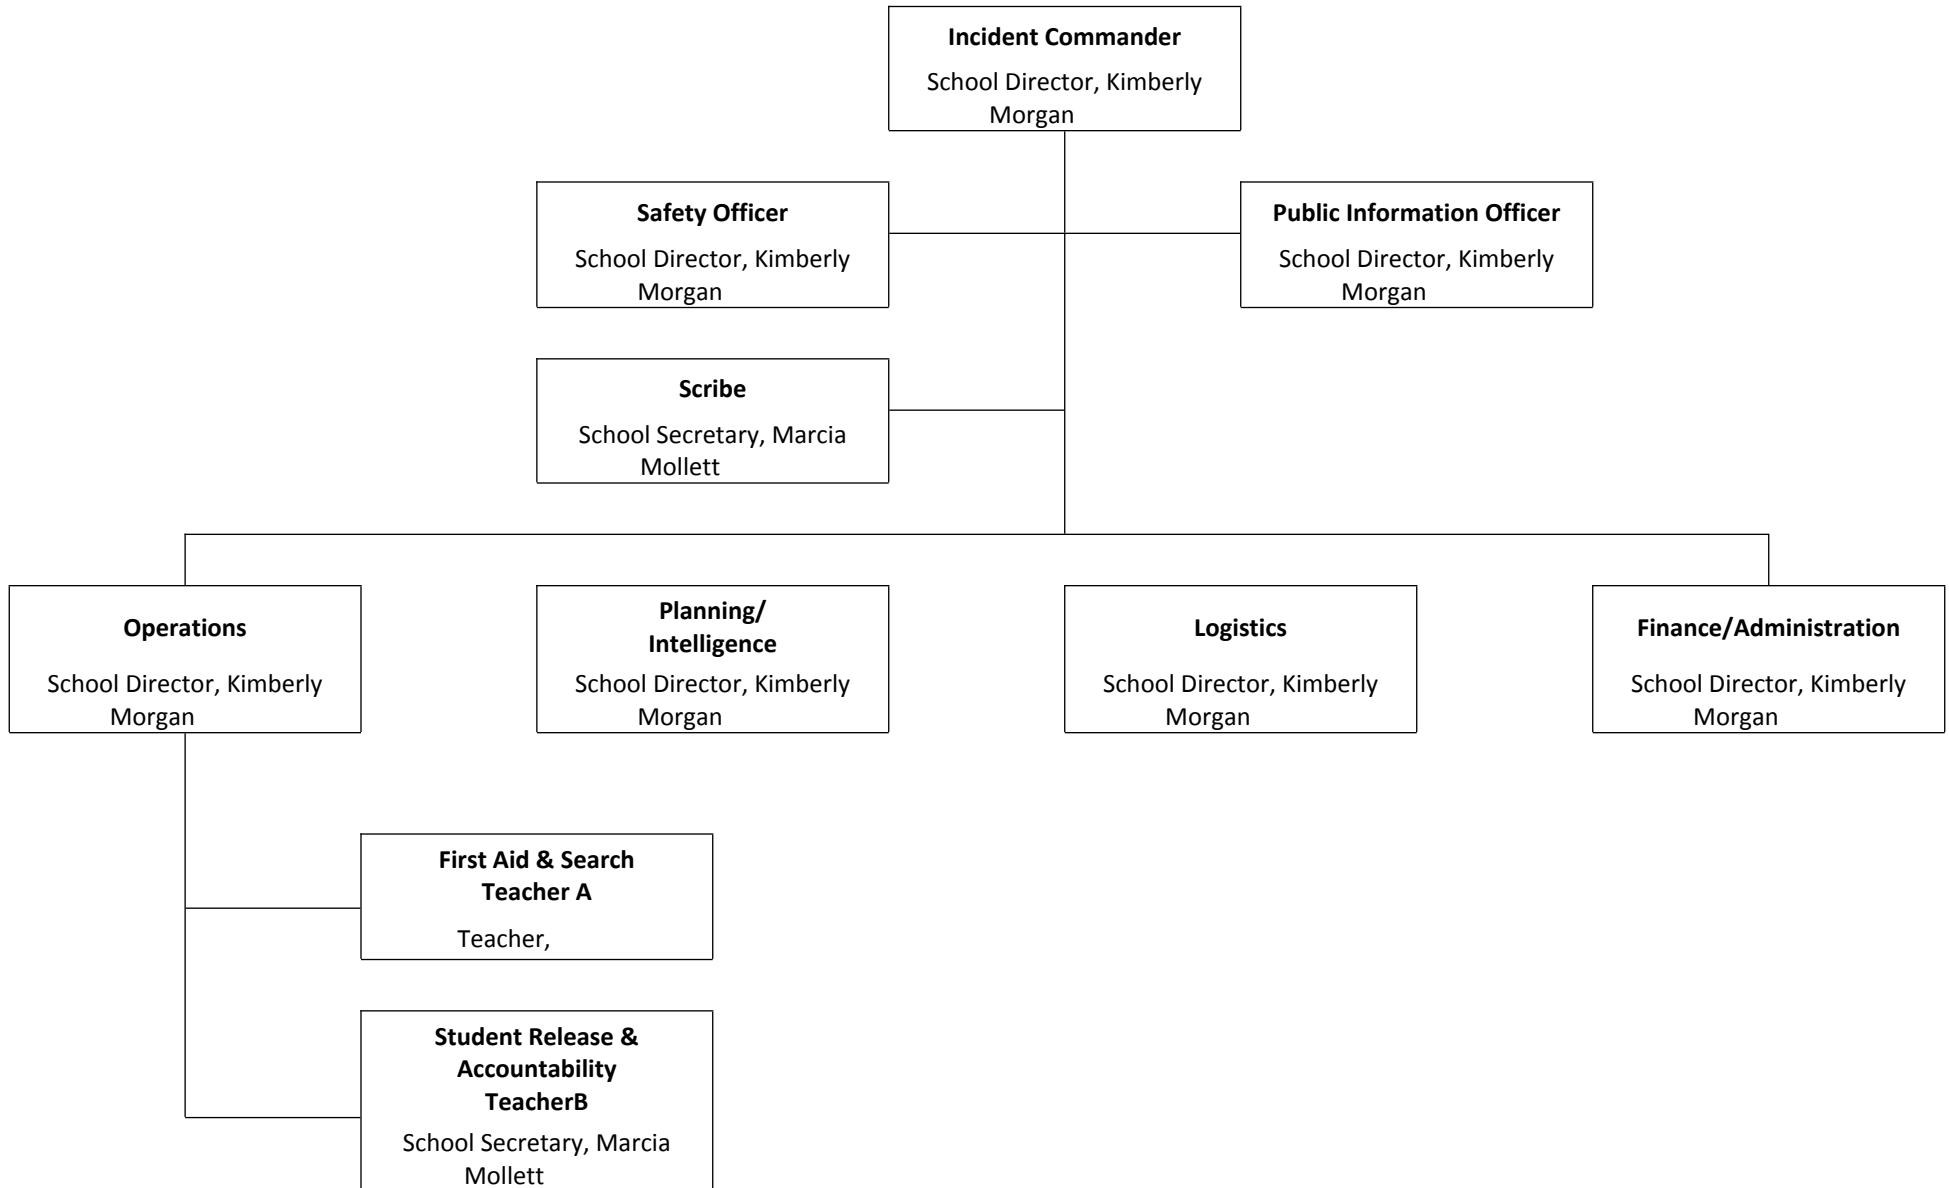 Incident Commander
School Director, Kimberly
Morgan
Safety Officer
School Director, Kimberly
Morgan
Public Information Officer
School Director, Kimberly
Morgan
Scribe
School Secretary, Marcia
Mollett
Operations
School Director, Kimberly
Morgan
Planning/
Intelligence
School Director, Kimberly
Morgan
Logistics
School Director, Kimberly
Morgan
Finance/Administration
School Director, Kimberly
Morgan
First Aid & Search
Teacher A
Teacher,
Student Release &
Accountability
TeacherB
School Secretary, Marcia
Mollett